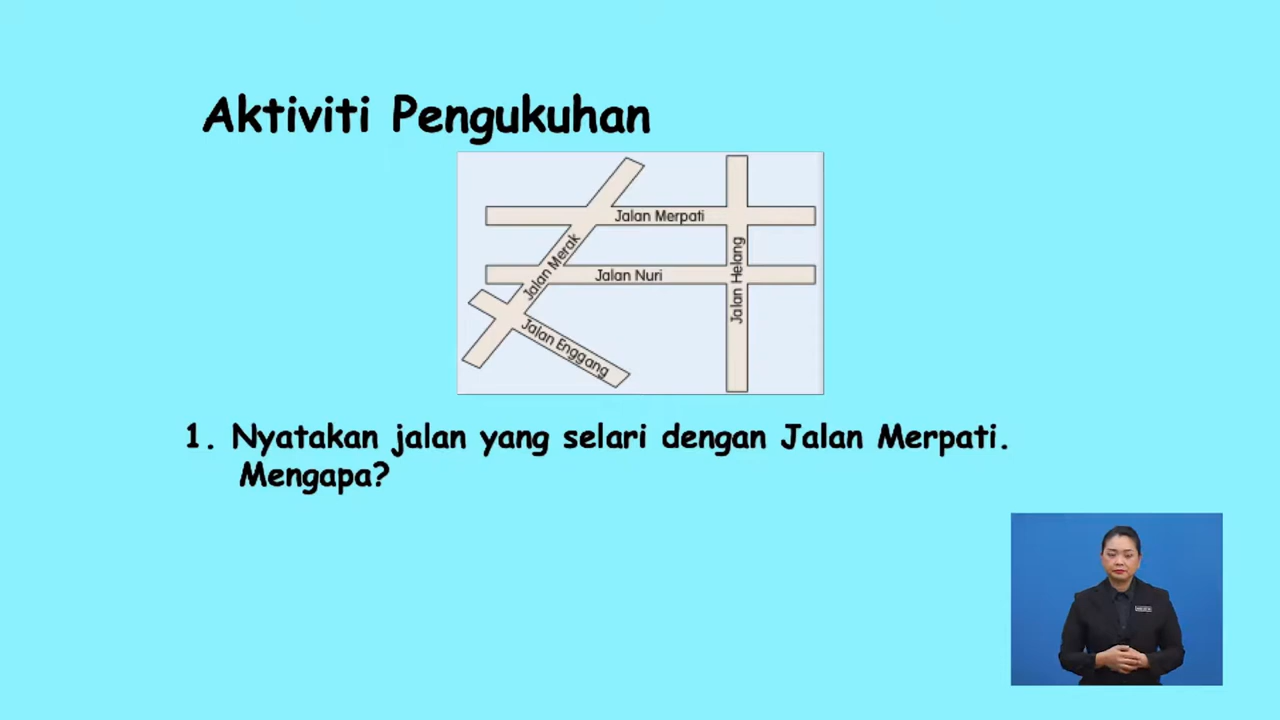 Aktiviti Pengukuhan
Jalan Merpati
Jalan Merak
Jalan Nuri
Jalan Helang
Jalan Enggang
1. Nyatakan jalan yang selari dengan Jalan Merpati.
Mengapa?